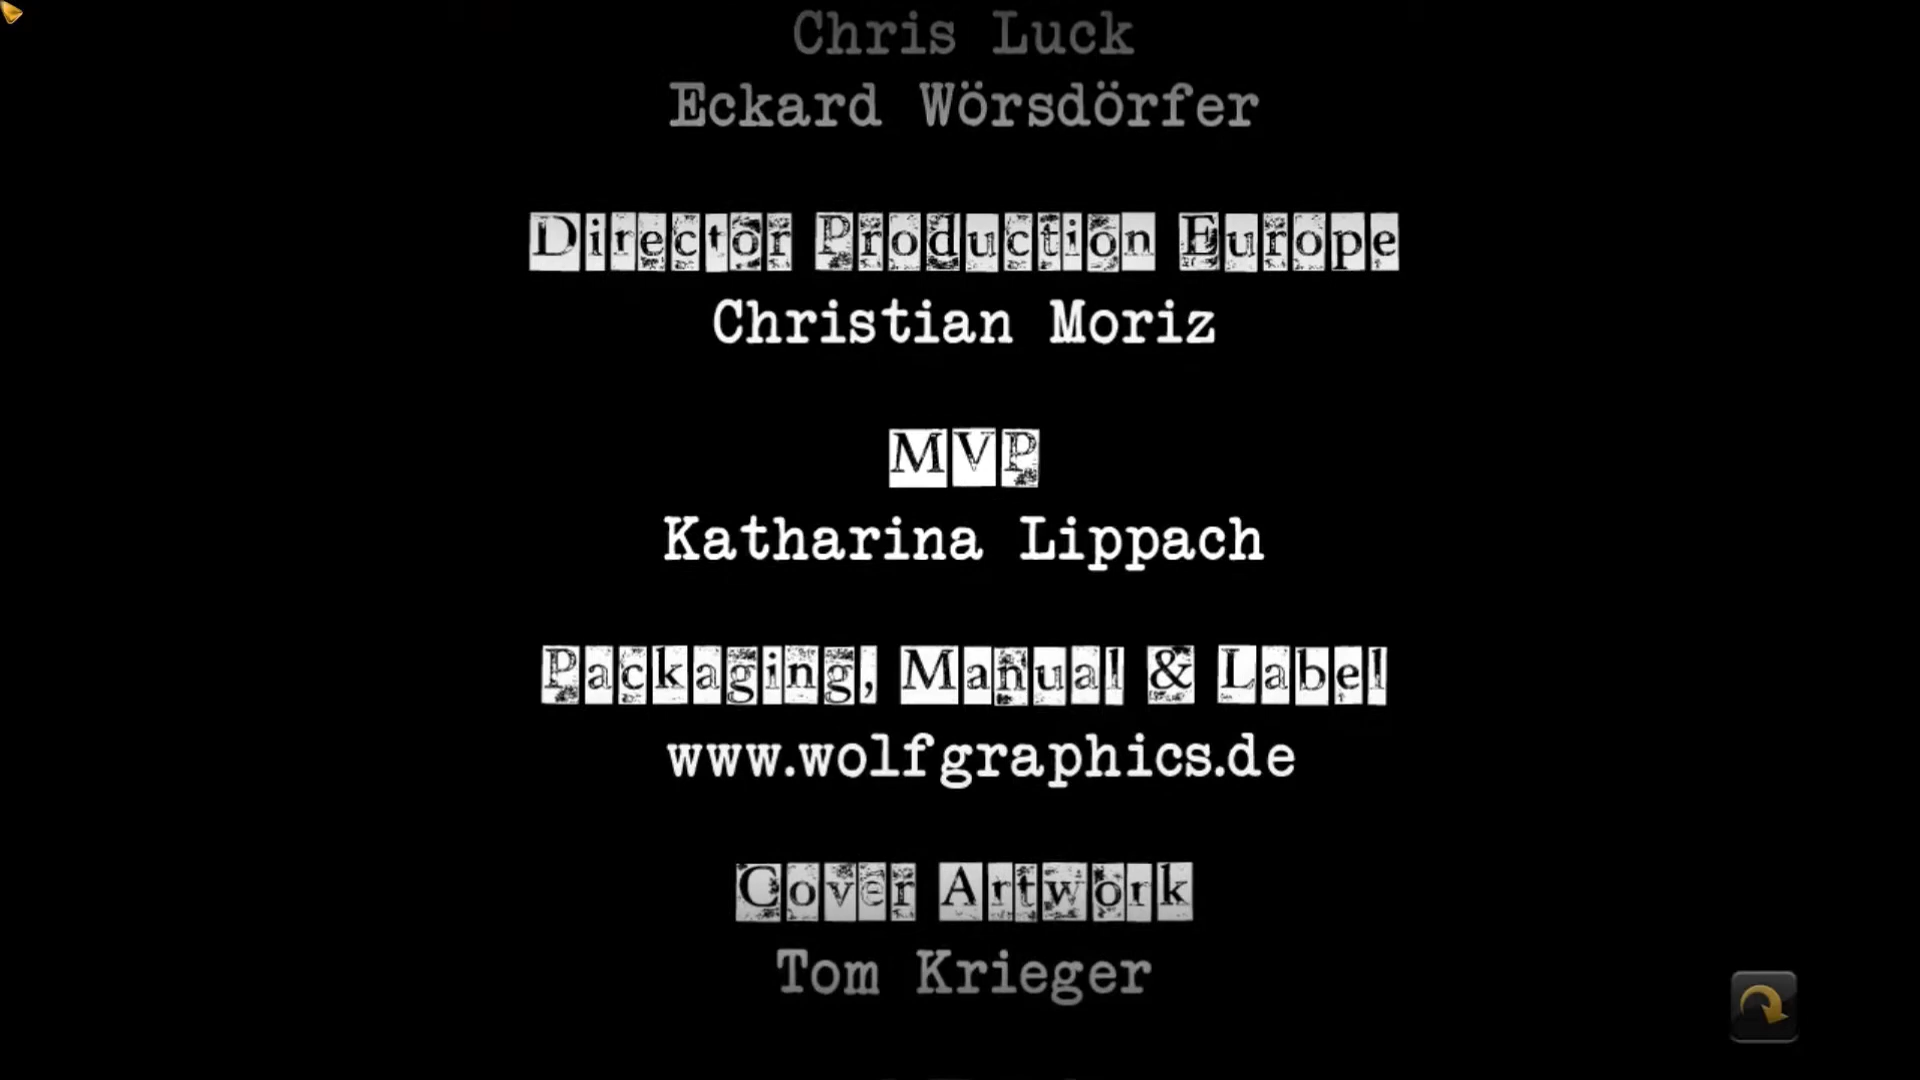 Chris Luck
Eckard Wörsdörfer
Director Production Europe
Christian Moriz
MVP
Katharina Lippach
Packaging, Manual & Label
www.wolfgraphics.de
Cover Artwork
Tom Krieger